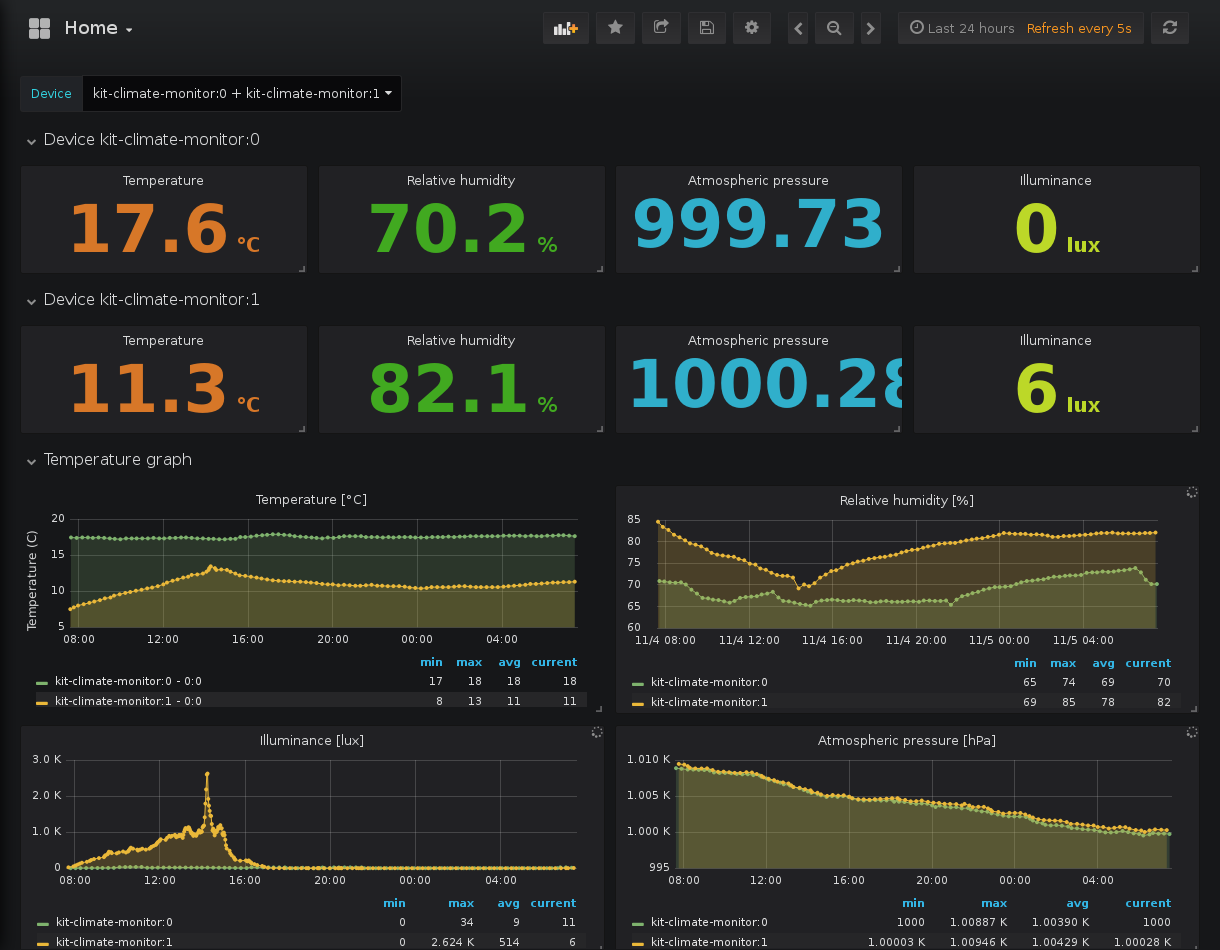 Home
Last 24 hours Refresh every 5s
Device kit-climate-monitor:0 + kit-climate-monitor:1
Device kit-climate-monitor:0
Temperature Relative humidity Atmospheric pressure Illuminance
17.6 °C 70.2 % 999.73 0 lux
Device kit-climate-monitor:1
Temperature Relative humidity Atmospheric pressure Illuminance
11.3 °C 82.1 % 1000.28 6 lux
Temperature graph
Temperature [°C]
Temperature (C)
20
15
10
5
08:00 12:00 16:00 20:00 00:00 04:00
min max avg current
kit-climate-monitor:0 - 0:0 17 18 18 18
kit-climate-monitor:1 - 0:0 8 13 11 11
Relative humidity [%]
85
80
75
70
65
60
11/4 08:00 11/4 12:00 11/4 16:00 11/4 20:00 11/5 00:00 11/5 04:00
min max avg current
kit-climate-monitor:0 65 74 69 70
kit-climate-monitor:1 69 85 78 82
Illuminance [lux]
3.0 K
2.0 K
1.0 K
0
08:00 12:00 16:00 20:00 00:00 04:00
min max avg current
kit-climate-monitor:0 0 34 9 11
kit-climate-monitor:1 0 2.624 K 514 6
Atmospheric pressure [hPa]
1.010 K
1.005 K
1.000 K
995
08:00 12:00 16:00 20:00 00:00 04:00
min max avg current
kit-climate-monitor:0 1000 1.00887 K 1.00390 K 1000
kit-climate-monitor:1 1.00003 K 1.00946 K 1.00429 K 1.00028 K